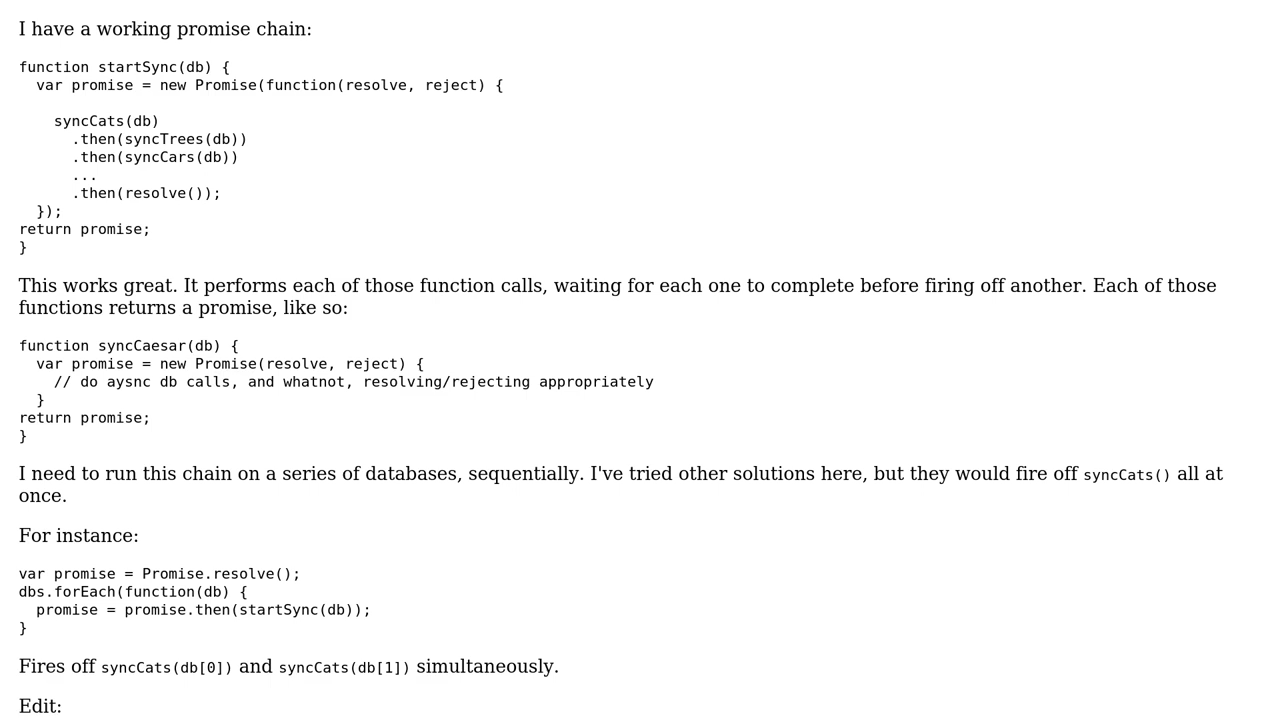 I have a working promise chain:
function startSync(db) {
  var promise = new Promise(function(resolve, reject) {
    syncCats(db)
      .then(syncTrees(db))
      .then(syncCars(db))
      ...
      .then(resolve());
  });
return promise;
}
This works great. It performs each of those function calls, waiting for each one to complete before firing off another. Each of those
functions returns a promise, like so:
function syncCaesar(db) {
  var promise = new Promise(resolve, reject) {
    // do aysnc db calls, and whatnot, resolving/rejecting appropriately
  }
return promise;
}
I need to run this chain on a series of databases, sequentially. I've tried other solutions here, but they would fire off syncCats() all at
once.
For instance:
var promise = Promise.resolve();
dbs.forEach(function(db) {
  promise = promise.then(startSync(db));
}
Fires off syncCats(db[0]) and syncCats(db[1]) simultaneously.
Edit: